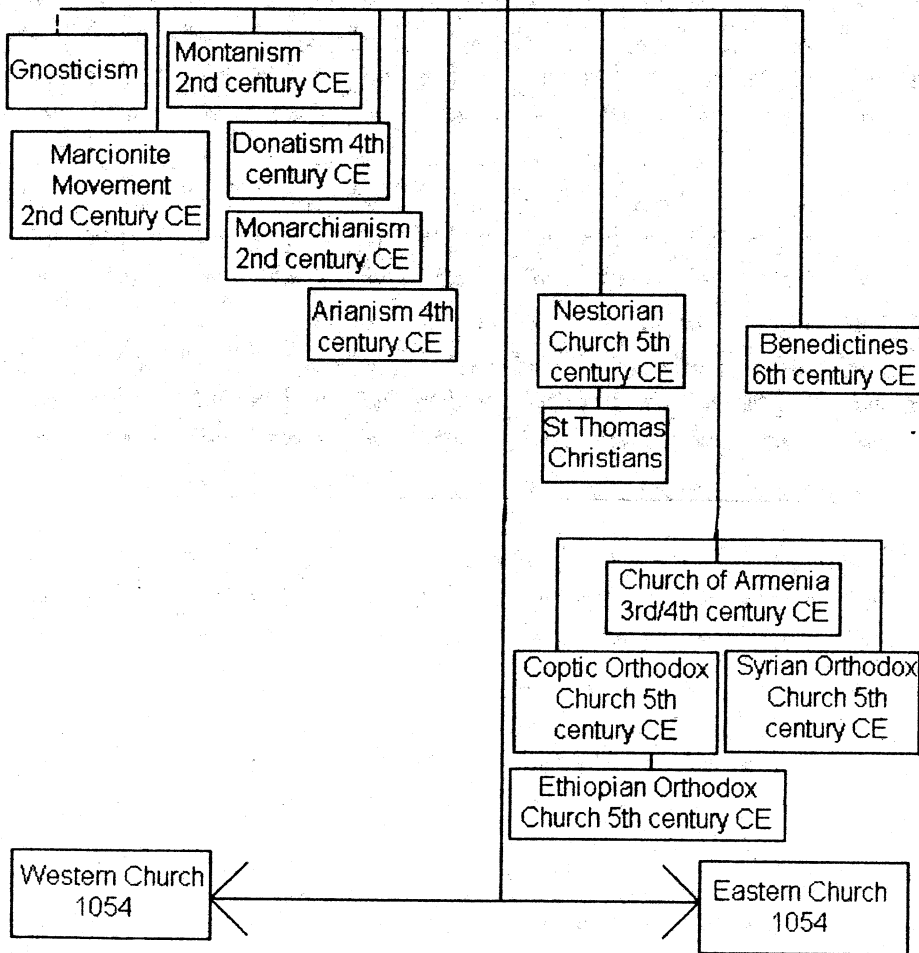 Gnosticism
Montanism
2nd century CE
Marcionite
Movement
2nd Century CE
Donatism 4th
century CE
Monarchianism
2nd century CE
Arianism 4th
century CE
Nestorian
Church 5th
century CE
St Thomas
Christians
Benedictines
6th century CE
Church of Armenia
3rd/4th century CE
Coptic Orthodox
Church 5th
century CE
Syrian Orthodox
Church 5th
century CE
Ethiopian Orthodox
Church 5th century CE
Western Church
1054
Eastern Church
1054